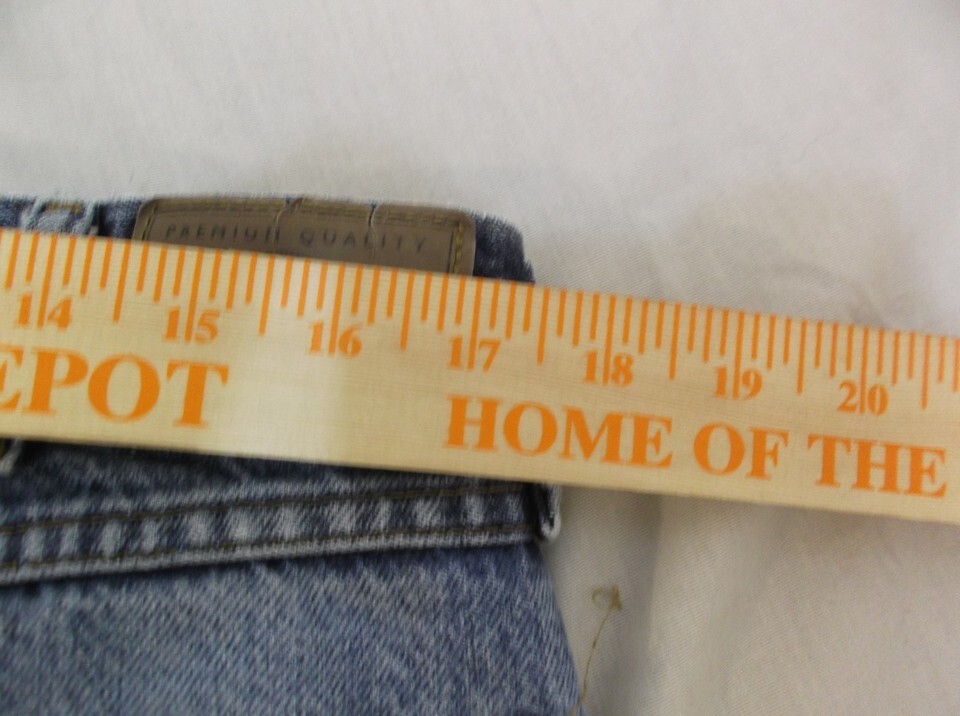 PREMIUM QUALITY
14 15 16 17 18 19 20
EPOT HOME OF THE